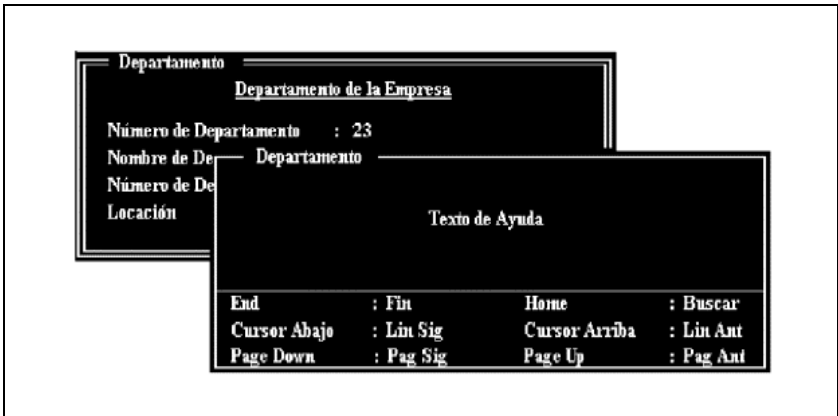 Departamento
Departamento de la Empresa
Número de Departamento : 23
Nombre de De
Número de De
Locación
Departamento
Texto de Ayuda
End : Fin Home : Buscar
Cursor Abajo : Lin Sig Cursor Arriba : Lin Ant
Page Down : Pag Sig Page Up : Pag Ant